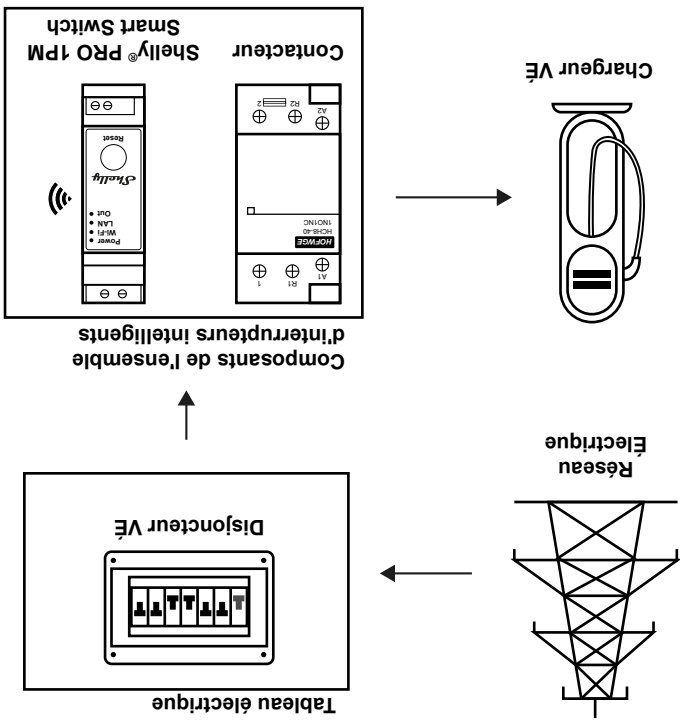 Tableau électrique
Disjoncteur VÉ
Réseau
Électrique
Composants de l'ensemble
d'interrupteurs intelligents
A1 R1 1
HOFWGE
HCH8-40
1NO1NC
A2 R2 2
Contacteur
Power
Wi-Fi
LAN
Out
Shelly
Reset
Shelly® PRO 1PM
Smart Switch
Chargeur VÉ